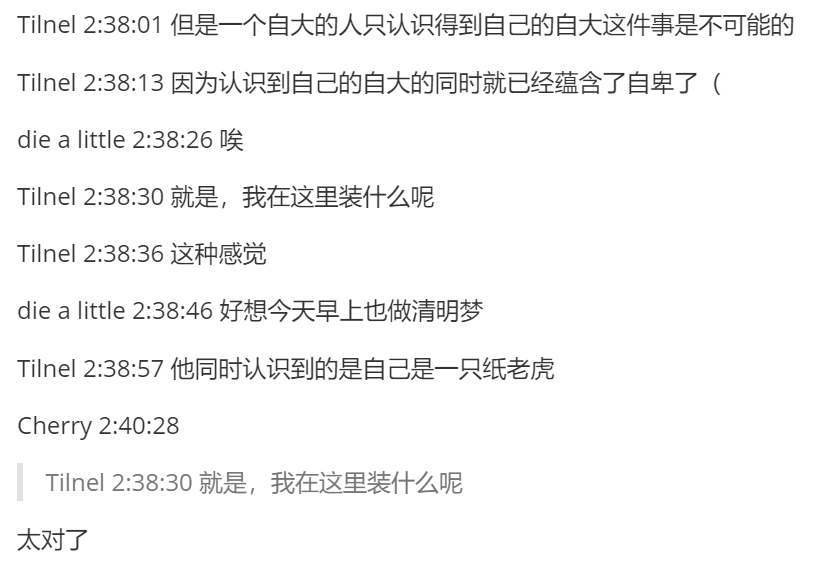 Tilnel 2:38:01 但是一个自大的人只认识得到自己的自大这件事是不可能的
Tilnel 2:38:13 因为认识到自己的自大的同时就已经蕴含了自卑了（
die a little 2:38:26 唉
Tilnel 2:38:30 就是，我在这里装什么呢
Tilnel 2:38:36 这种感觉
die a little 2:38:46 好想今天早上也做清明梦
Tilnel 2:38:57 他同时认识到的是自己是一只纸老虎
Cherry 2:40:28
Tilnel 2:38:30 就是，我在这里装什么呢
太对了